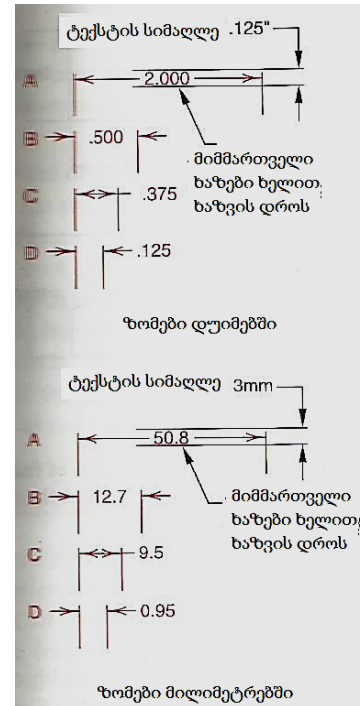 ტექსტის სიმაღლე .125"
A 2.000
B .500
მიმმართველი
ხაზები ხელით
ხაზვის დროს
C .375
D .125
ზომები დუიმებში
ტექსტის სიმაღლე 3mm
A 50.8
B 12.7
მიმმართველი
ხაზები ხელით
ხაზვის დროს
C 9.5
D 0.95
ზომები მილიმეტრებში